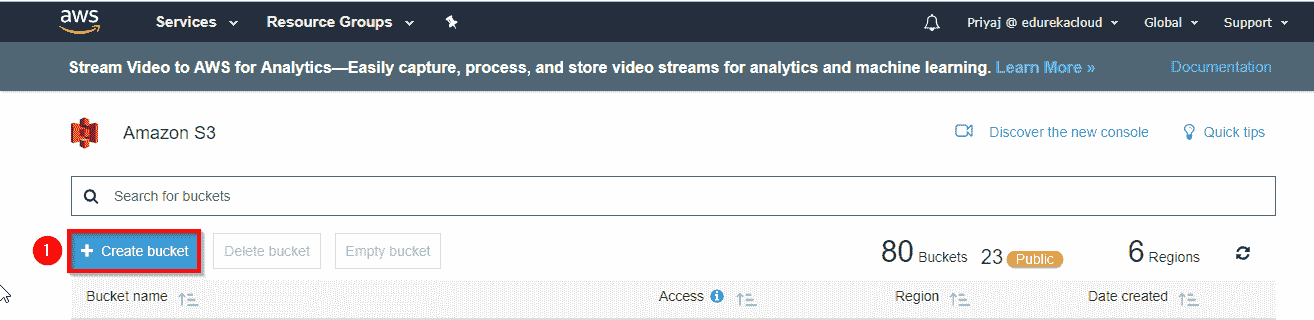 aws Services Resource Groups Priyaj @ edurekacloud Global Support
Stream Video to AWS for Analytics—Easily capture, process, and store video streams for analytics and machine learning. Learn More » Documentation
Amazon S3 Discover the new console Quick tips
Search for buckets
1 + Create bucket Delete bucket Empty bucket 80 Buckets 23 Public 6 Regions
Bucket name Access i Region Date created